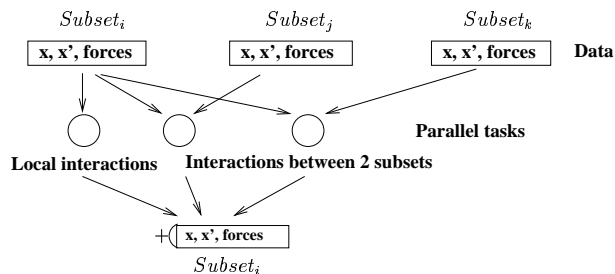 Subset_i Subset_j Subset_k
x, x', forces x, x', forces x, x', forces Data
Parallel tasks
Local interactions Interactions between 2 subsets
+ x, x', forces
Subset_i